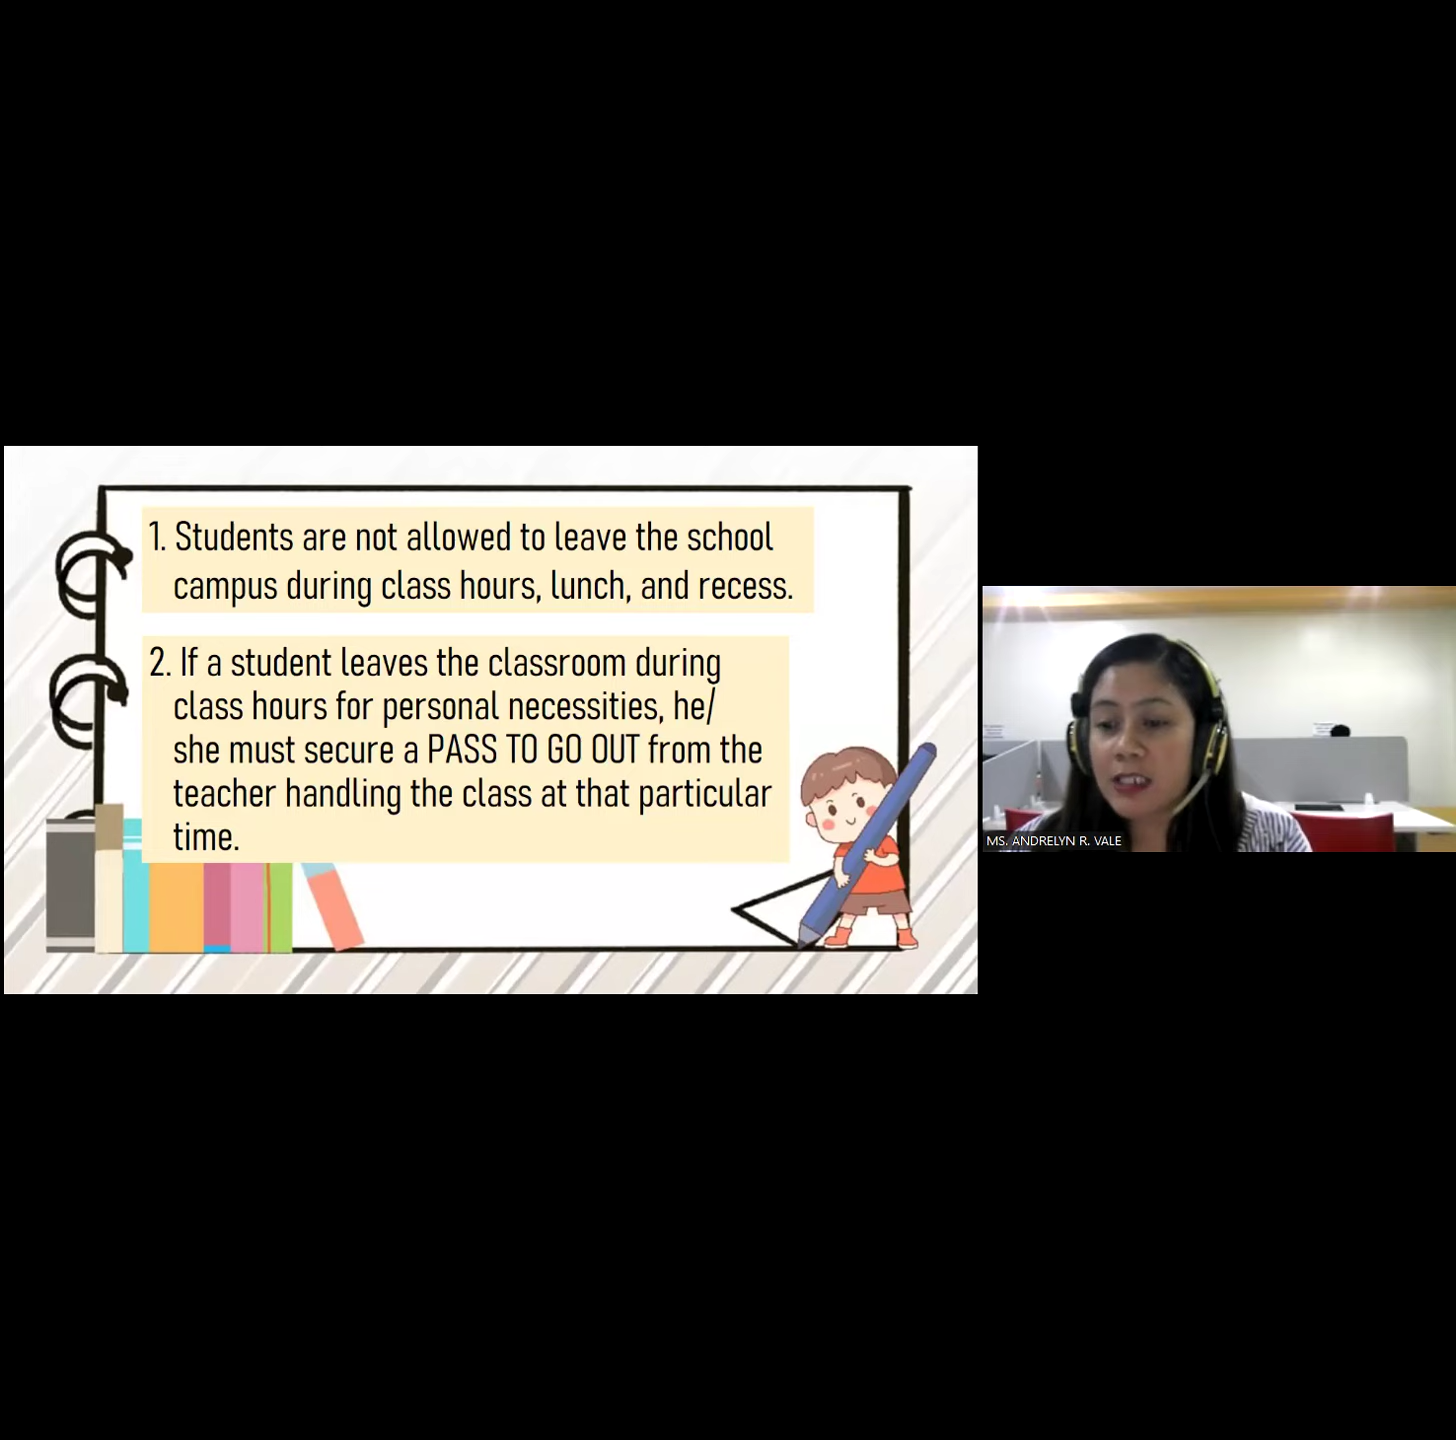 1. Students are not allowed to leave the school
campus during class hours, lunch, and recess.
2. If a student leaves the classroom during
class hours for personal necessities, he/
she must secure a PASS TO GO OUT from the
teacher handling the class at that particular
time.
MS. ANDRELYN R. VALE